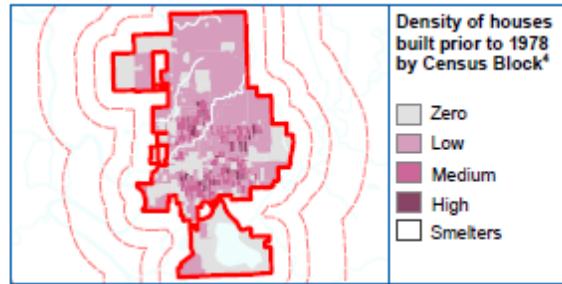 Density of houses
built prior to 1978
by Census Block⁴
Zero
Low
Medium
High
Smelters